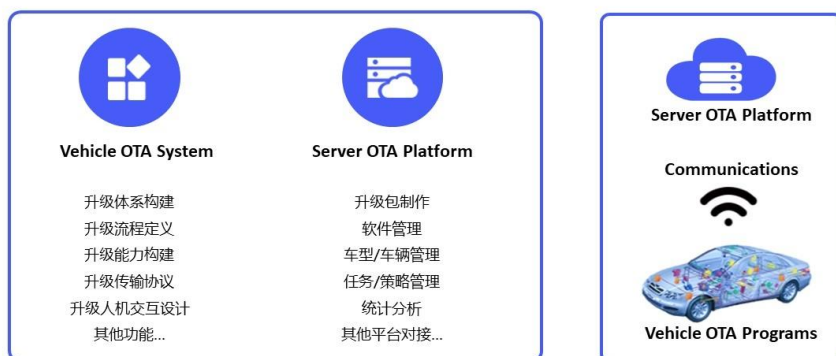 Vehicle OTA System
升级体系构建
升级流程定义
升级能力构建
升级传输协议
升级人机交互设计
其他功能...
Server OTA Platform
升级包制作
软件管理
车型/车辆管理
任务/策略管理
统计分析
其他平台对接...
Server OTA Platform
Communications
Vehicle OTA Programs